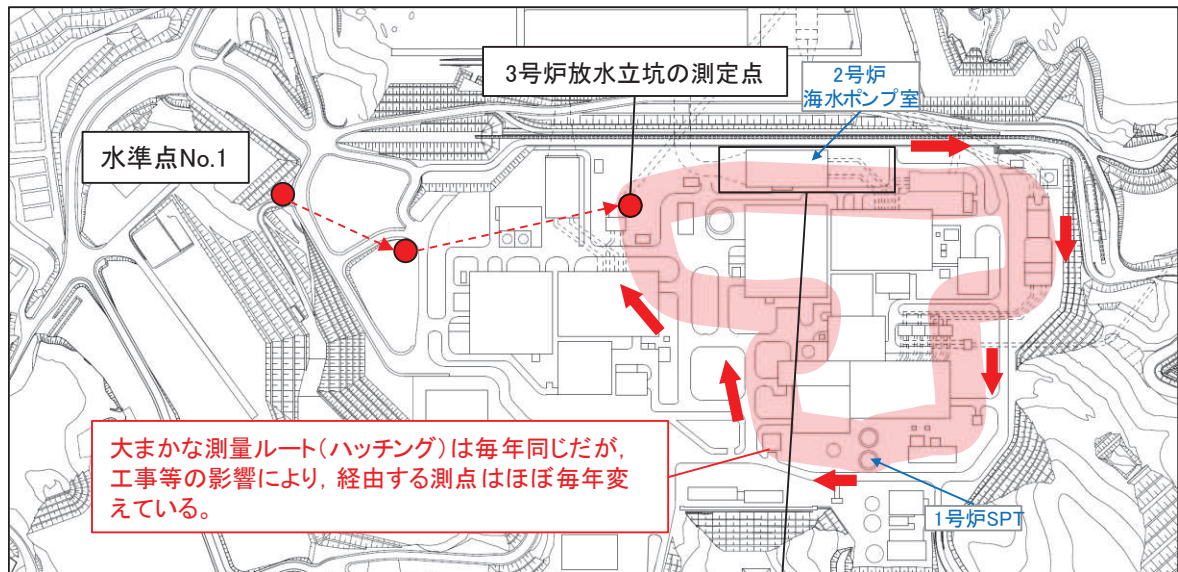 3号炉放水立坑の測定点
2号炉
海水ポンプ室
水準点No.1
大まかな測量ルート(ハッチング)は毎年同じだが,
工事等の影響により, 経由する測点はほぼ毎年変
えている。
1号炉SPT